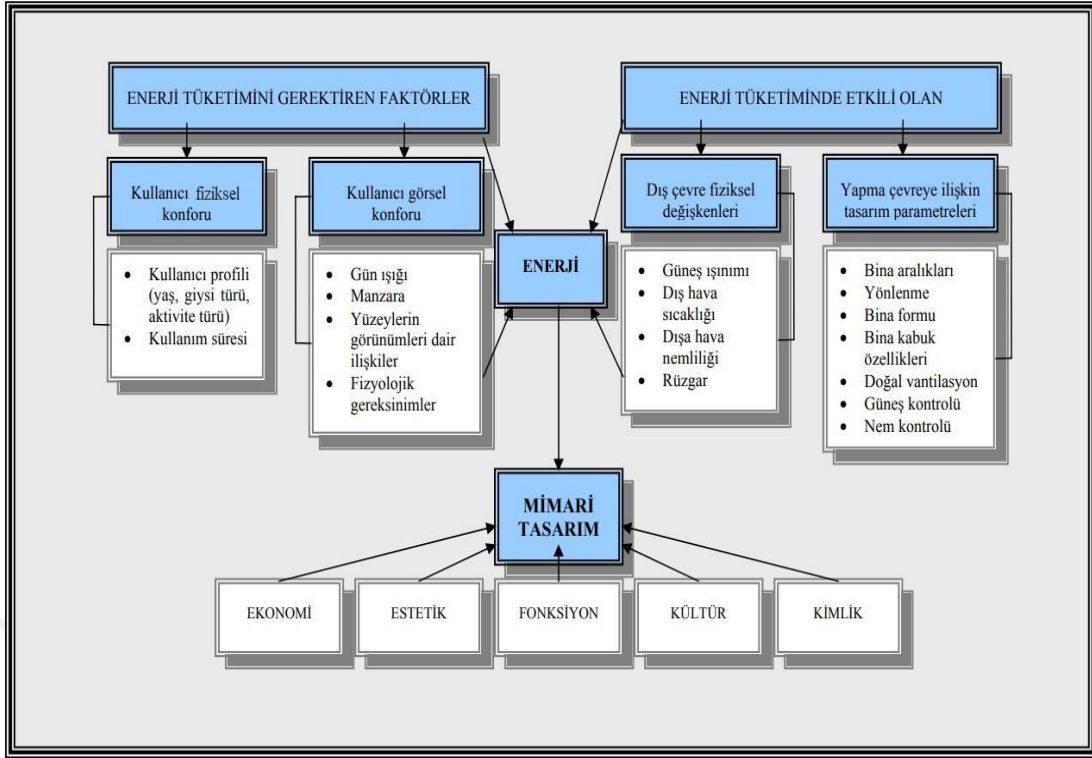 ENERJİ TÜKETİMİNİ GEREKTİREN FAKTÖRLER
ENERJİ TÜKETİMİNDE ETKİLİ OLAN
Kullanıcı fiziksel
konforu
Kullanıcı görsel
konforu
Dış çevre fiziksel
değişkenleri
Yapma çevreye ilişkin
tasarım parametreleri
• Kullanıcı profili
(yaş, giysi türü,
aktivite türü)
• Kullanım süresi
• Gün ışığı
• Manzara
• Yüzeylerin
görünümleri dair
ilişkiler
• Fizyolojik
gereksinimler
ENERJİ
• Güneş ışınımı
• Dış hava
sıcaklığı
• Dışa hava
nemliliği
• Rüzgar
• Bina aralıkları
• Yönlenme
• Bina formu
• Bina kabuk
özellikleri
• Doğal vantilasyon
• Güneş kontrolü
• Nem kontrolü
MİMARİ
TASARIM
EKONOMİ
ESTETİK
FONKSİYON
KÜLTÜR
KİMLİK